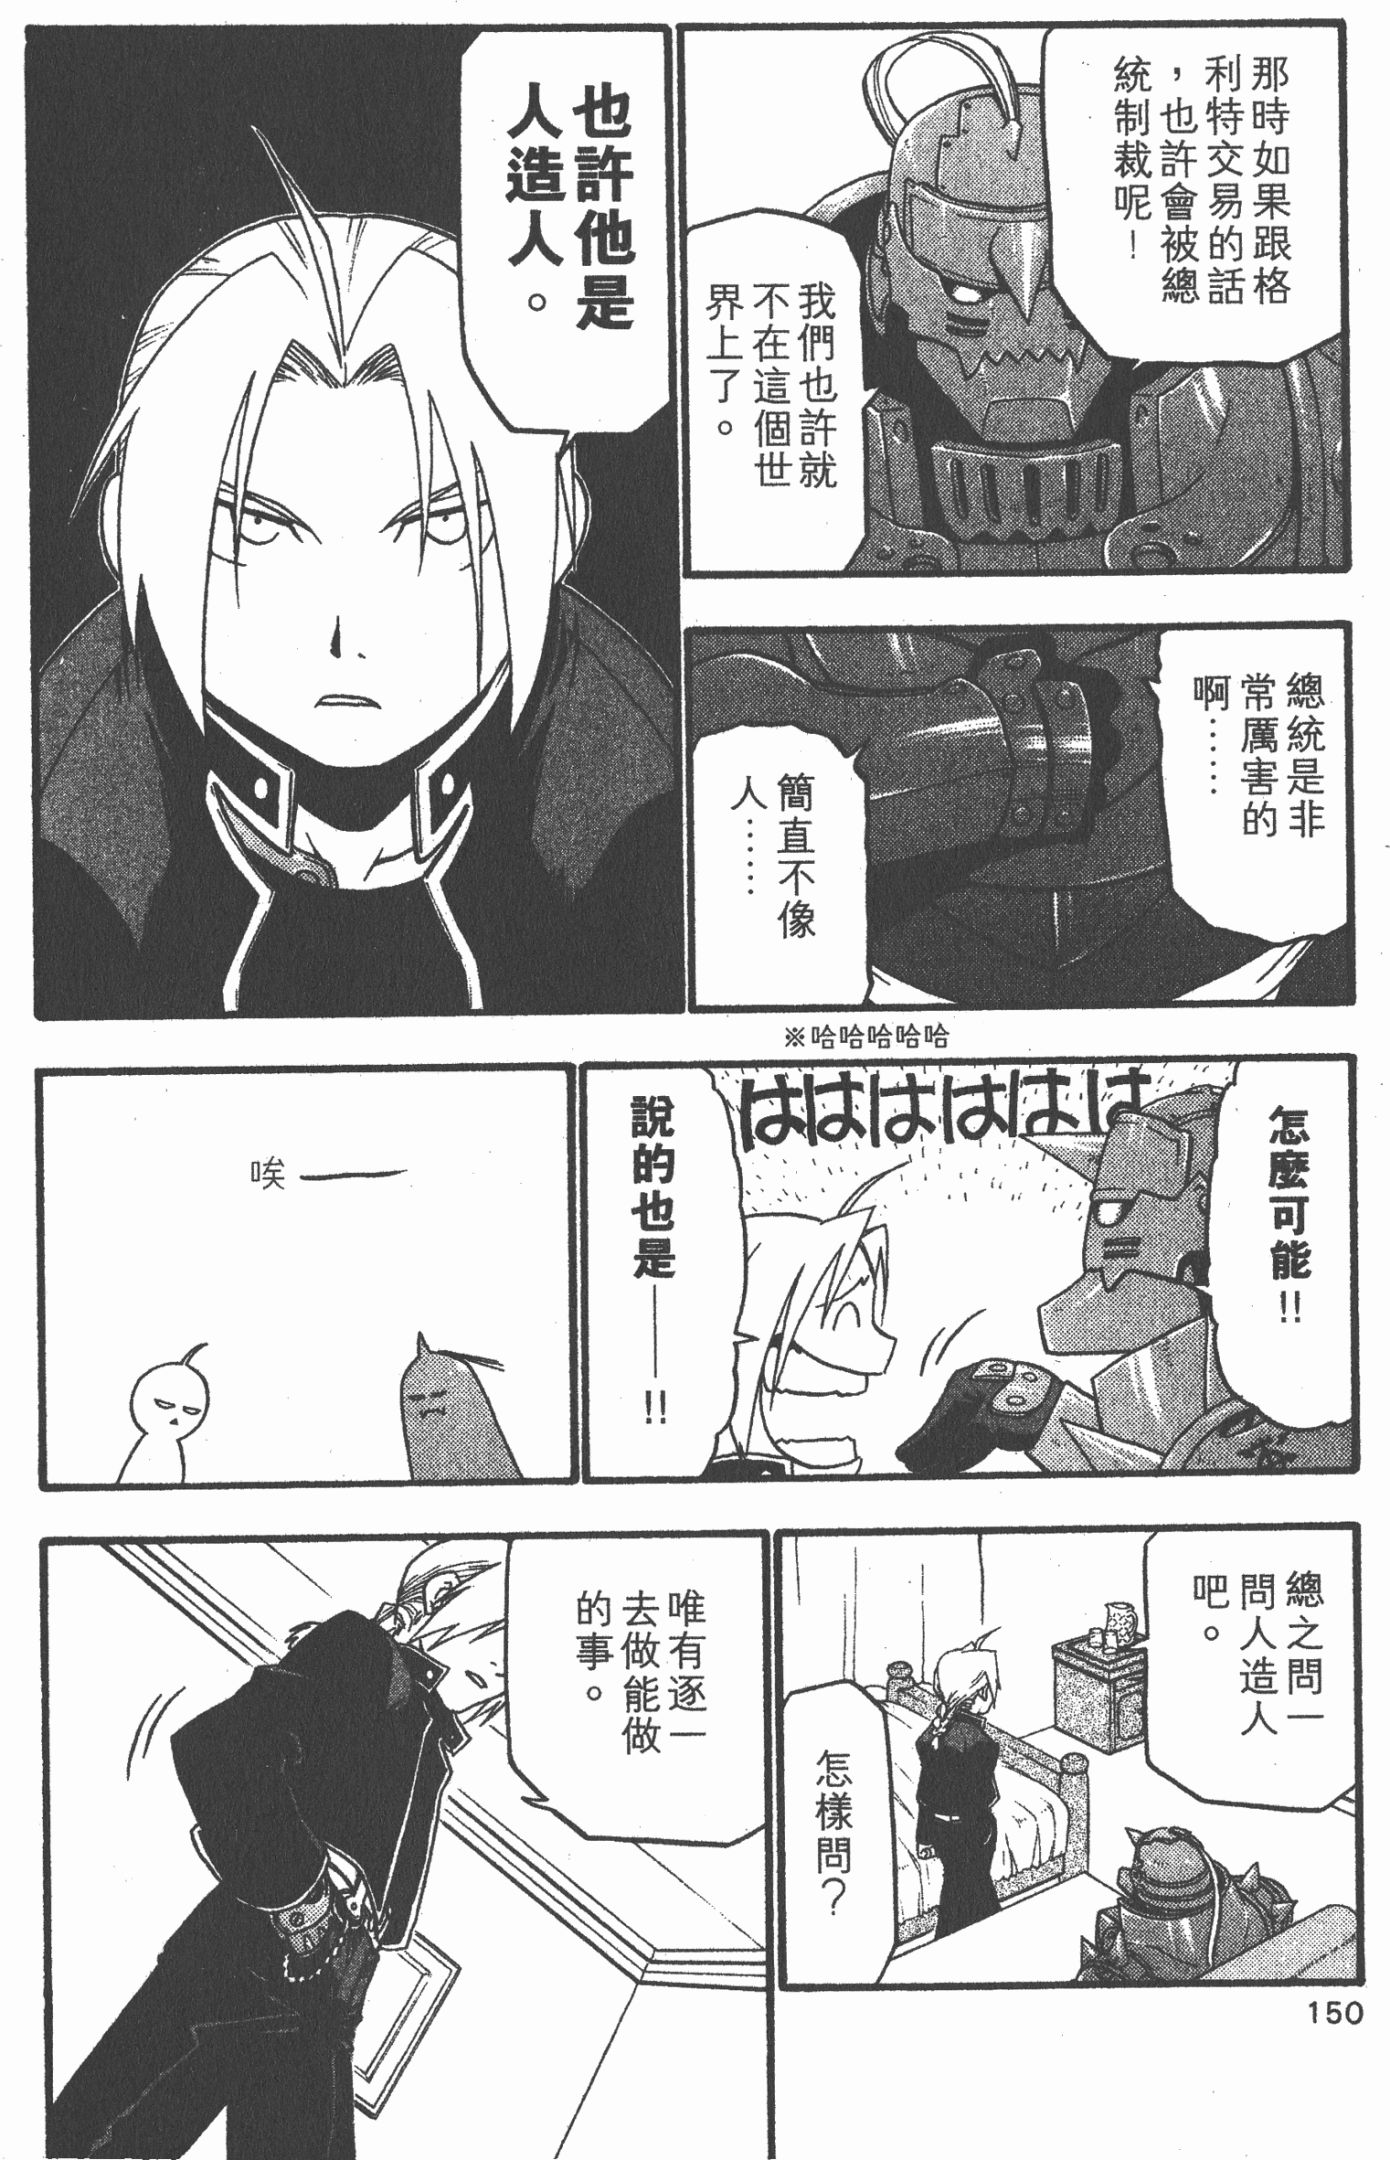 那時如果跟格
利特交易的話
，也許會被總
統制裁呢！
我們也許就
不在這個世
界上了。
總統是非
常厲害的
啊……
簡直不像
人……
也許他是
人造人。
※哈哈哈哈哈
怎麼可能!!
はははははは
說的也是——!!
唉——
總之問一
問人造人
吧。
怎樣問？
唯有逐一
去做能做
的事。
150